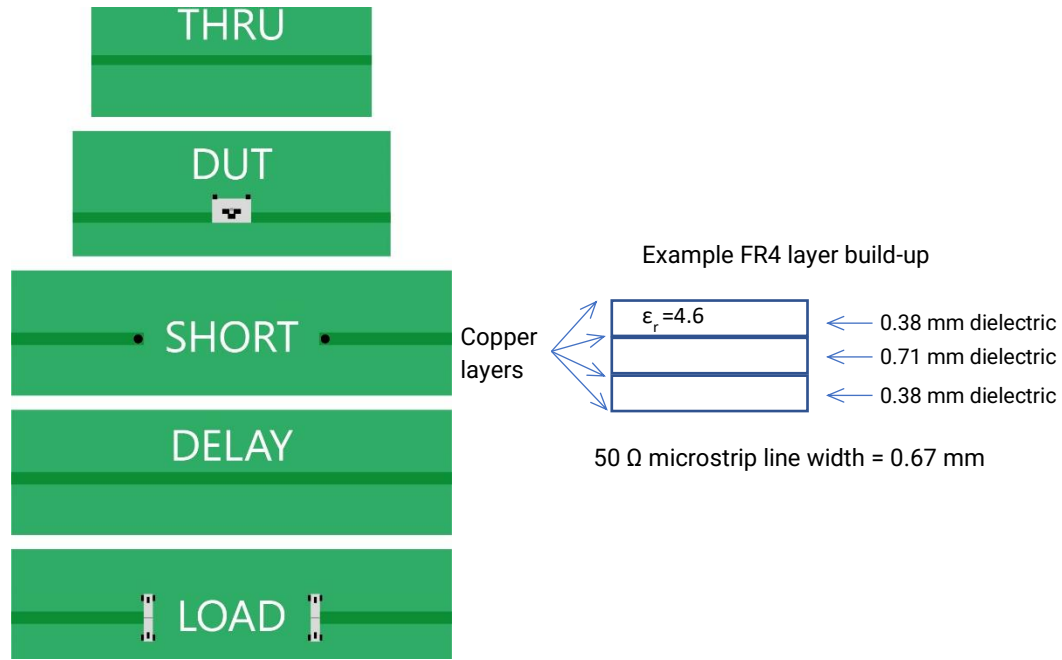 THRU
DUT
SHORT
DELAY
LOAD
Copper
layers
Example FR4 layer build-up
εr=4.6
0.38 mm dielectric
0.71 mm dielectric
0.38 mm dielectric
50 Ω microstrip line width = 0.67 mm